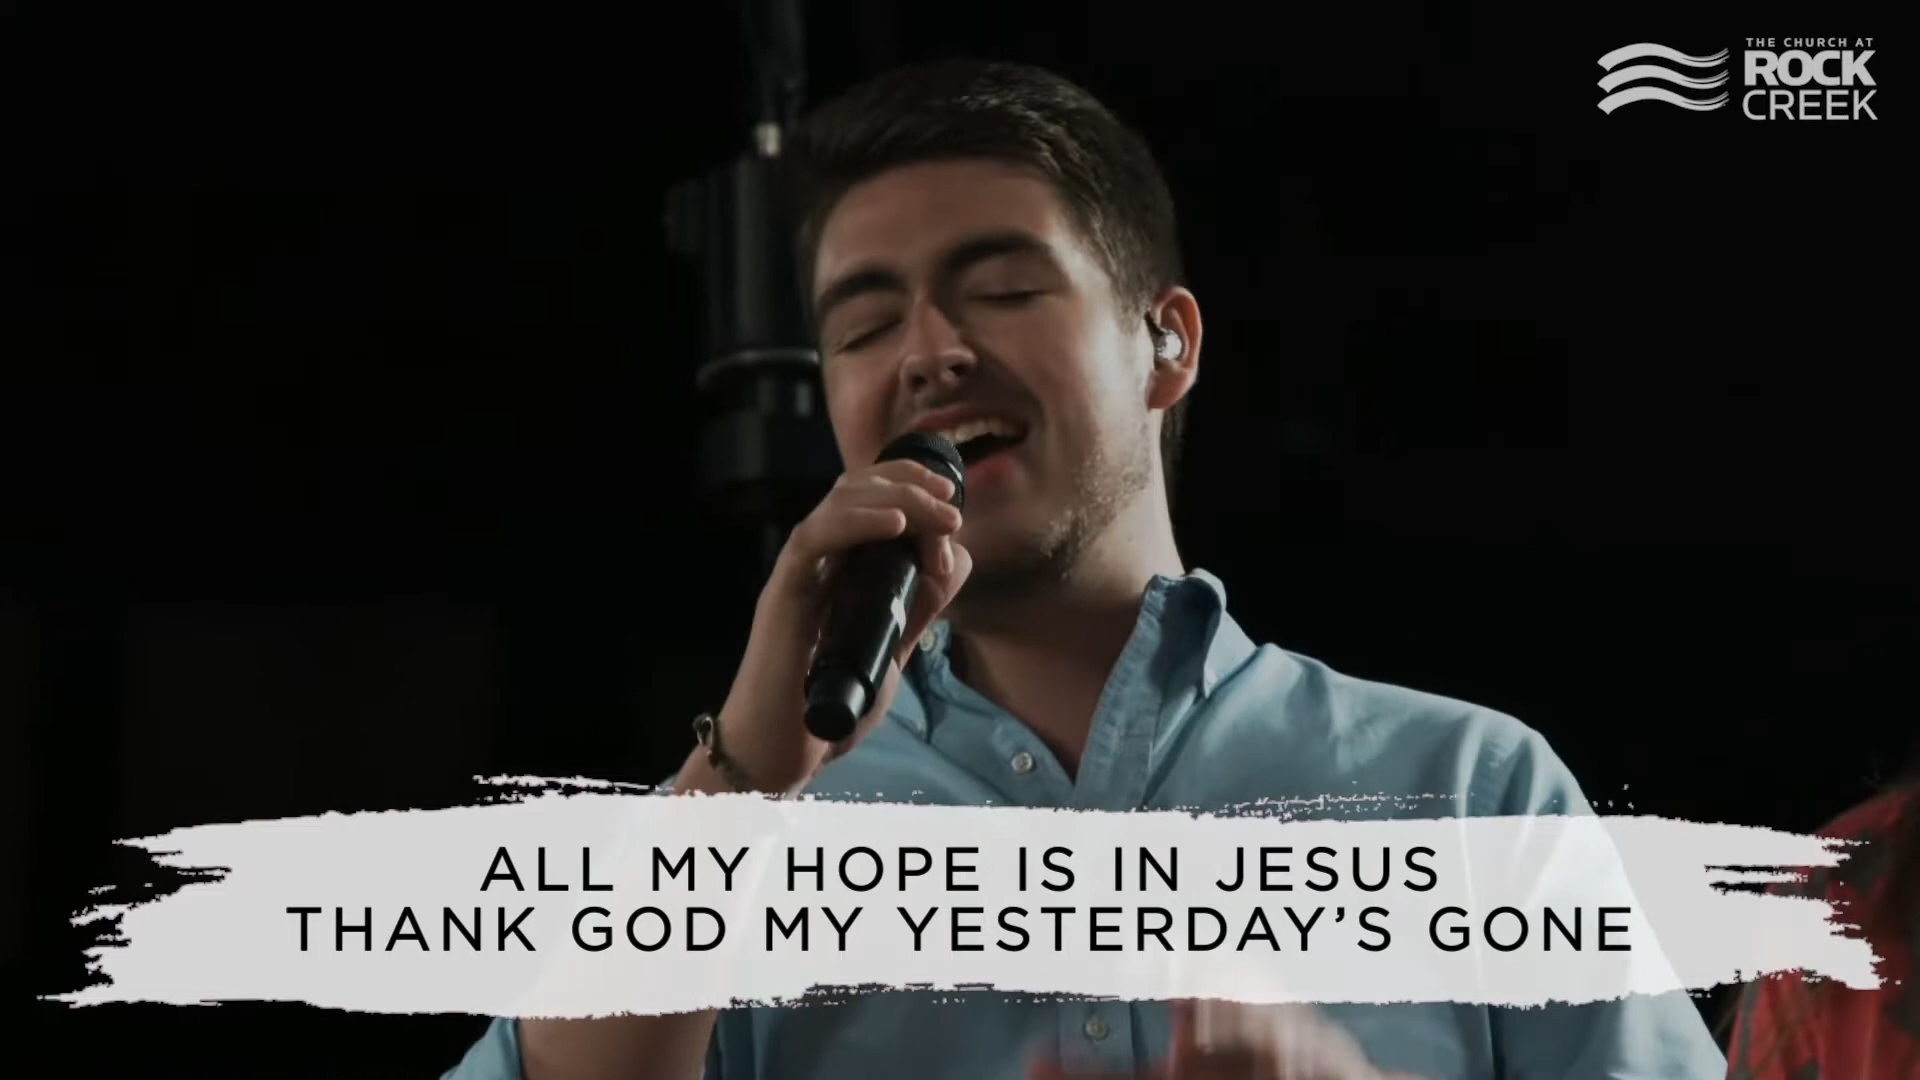 THE CHURCH AT
ROCK
CREEK
ALL MY HOPE IS IN JESUS
THANK GOD MY YESTERDAY’S GONE